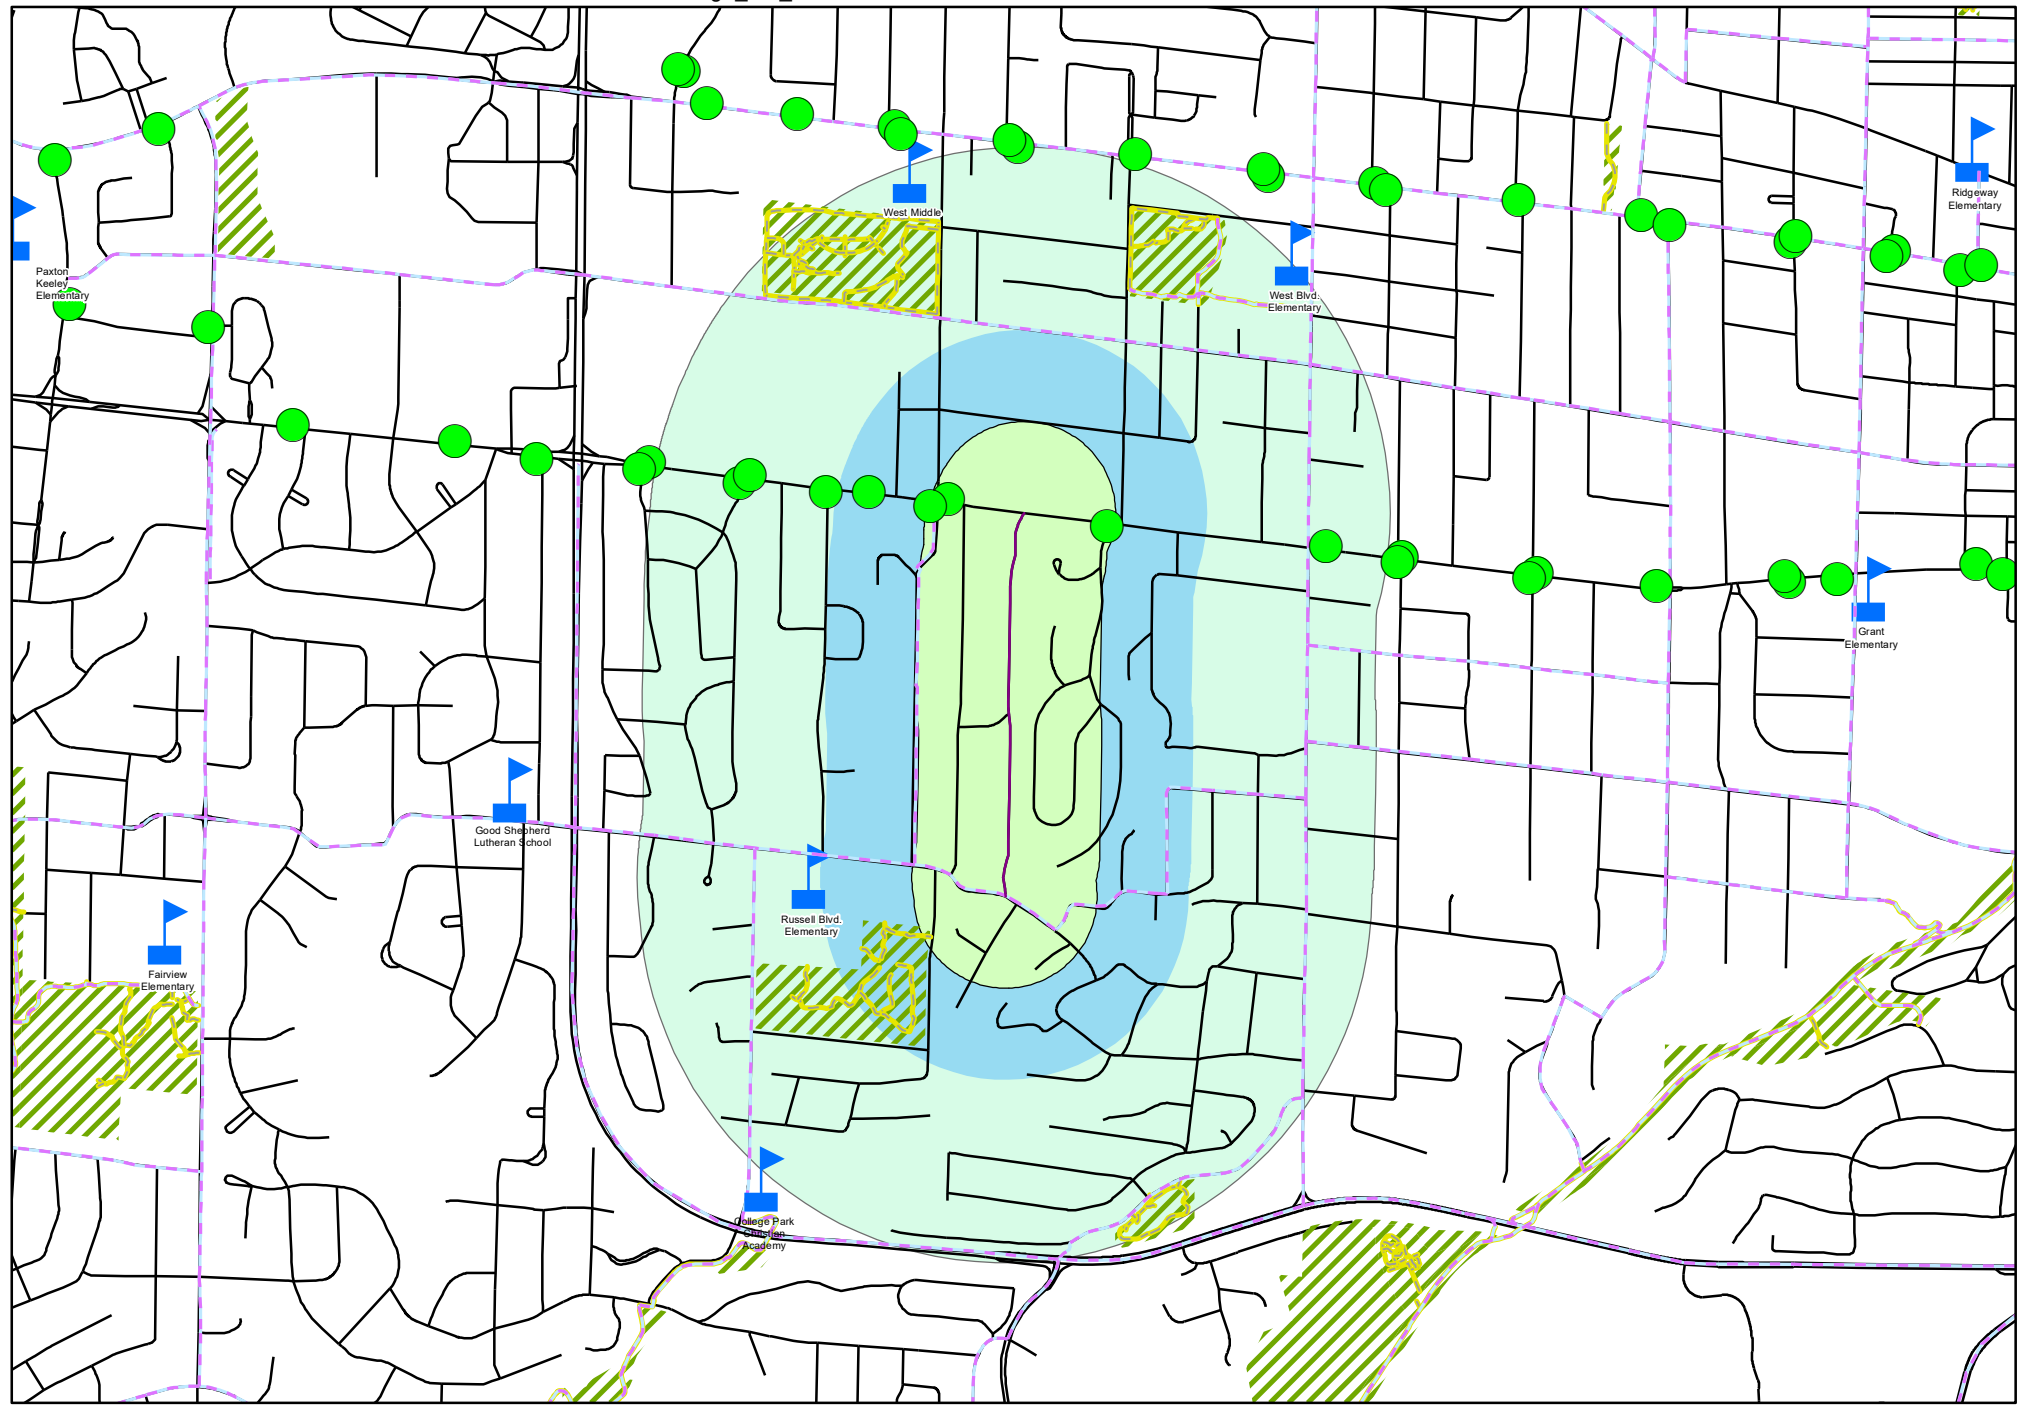 Ridgeway
Elementary
West Middle
Paxton
Keeley
Elementary
West Blvd.
Elementary
Grant
Elementary
Good Shepherd
Lutheran School
Russell Blvd.
Elementary
Fairview
Elementary
College Park
Christian
Academy